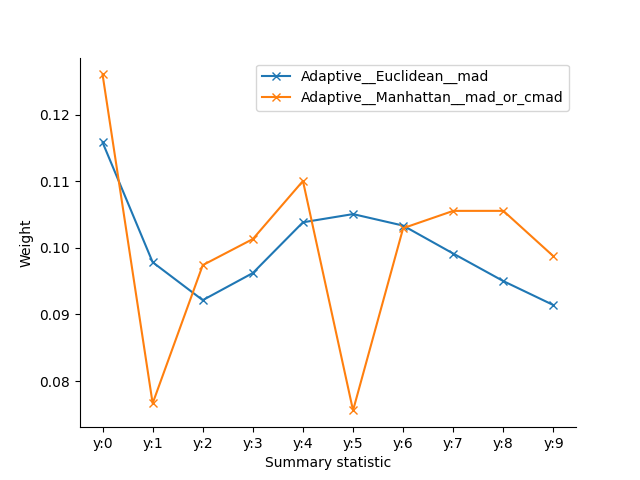 Adaptive__Euclidean__mad
Adaptive__Manhattan__mad_or_cmad
0.12
0.11
0.10
0.09
0.08
Weight
y:0 y:1 y:2 y:3 y:4 y:5 y:6 y:7 y:8 y:9
Summary statistic